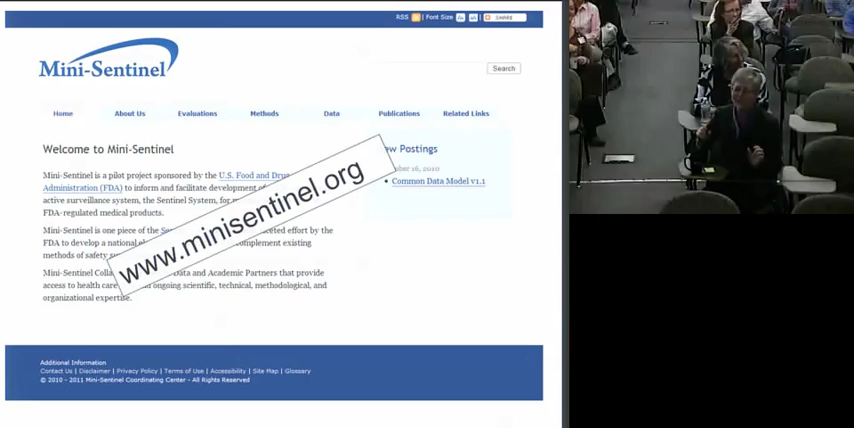 RSS | Font Size
Mini-Sentinel
Search
Home About Us Evaluations Methods Data Publications Related Links
Welcome to Mini-Sentinel
Mini-Sentinel is a pilot project sponsored by the U.S. Food and Drug
Administration (FDA) to inform and facilitate development of
active surveillance system, the Sentinel System, for
FDA-regulated medical products.
Mini-Sentinel is one piece of the
FDA to develop a national complement existing
methods of safety
Mini-Sentinel Data and Academic Partners that provide
access to health care ongoing scientific, technical, methodological, and
organizational expertise.
www.minisentinel.org
Postings
16, 2010
Common Data Model v1.1
Additional Information
Contact Us | Disclaimer | Privacy Policy | Terms of Use | Accessibility | Site Map | Glossary
© 2010 - 2011 Mini-Sentinel Coordinating Center - All Rights Reserved